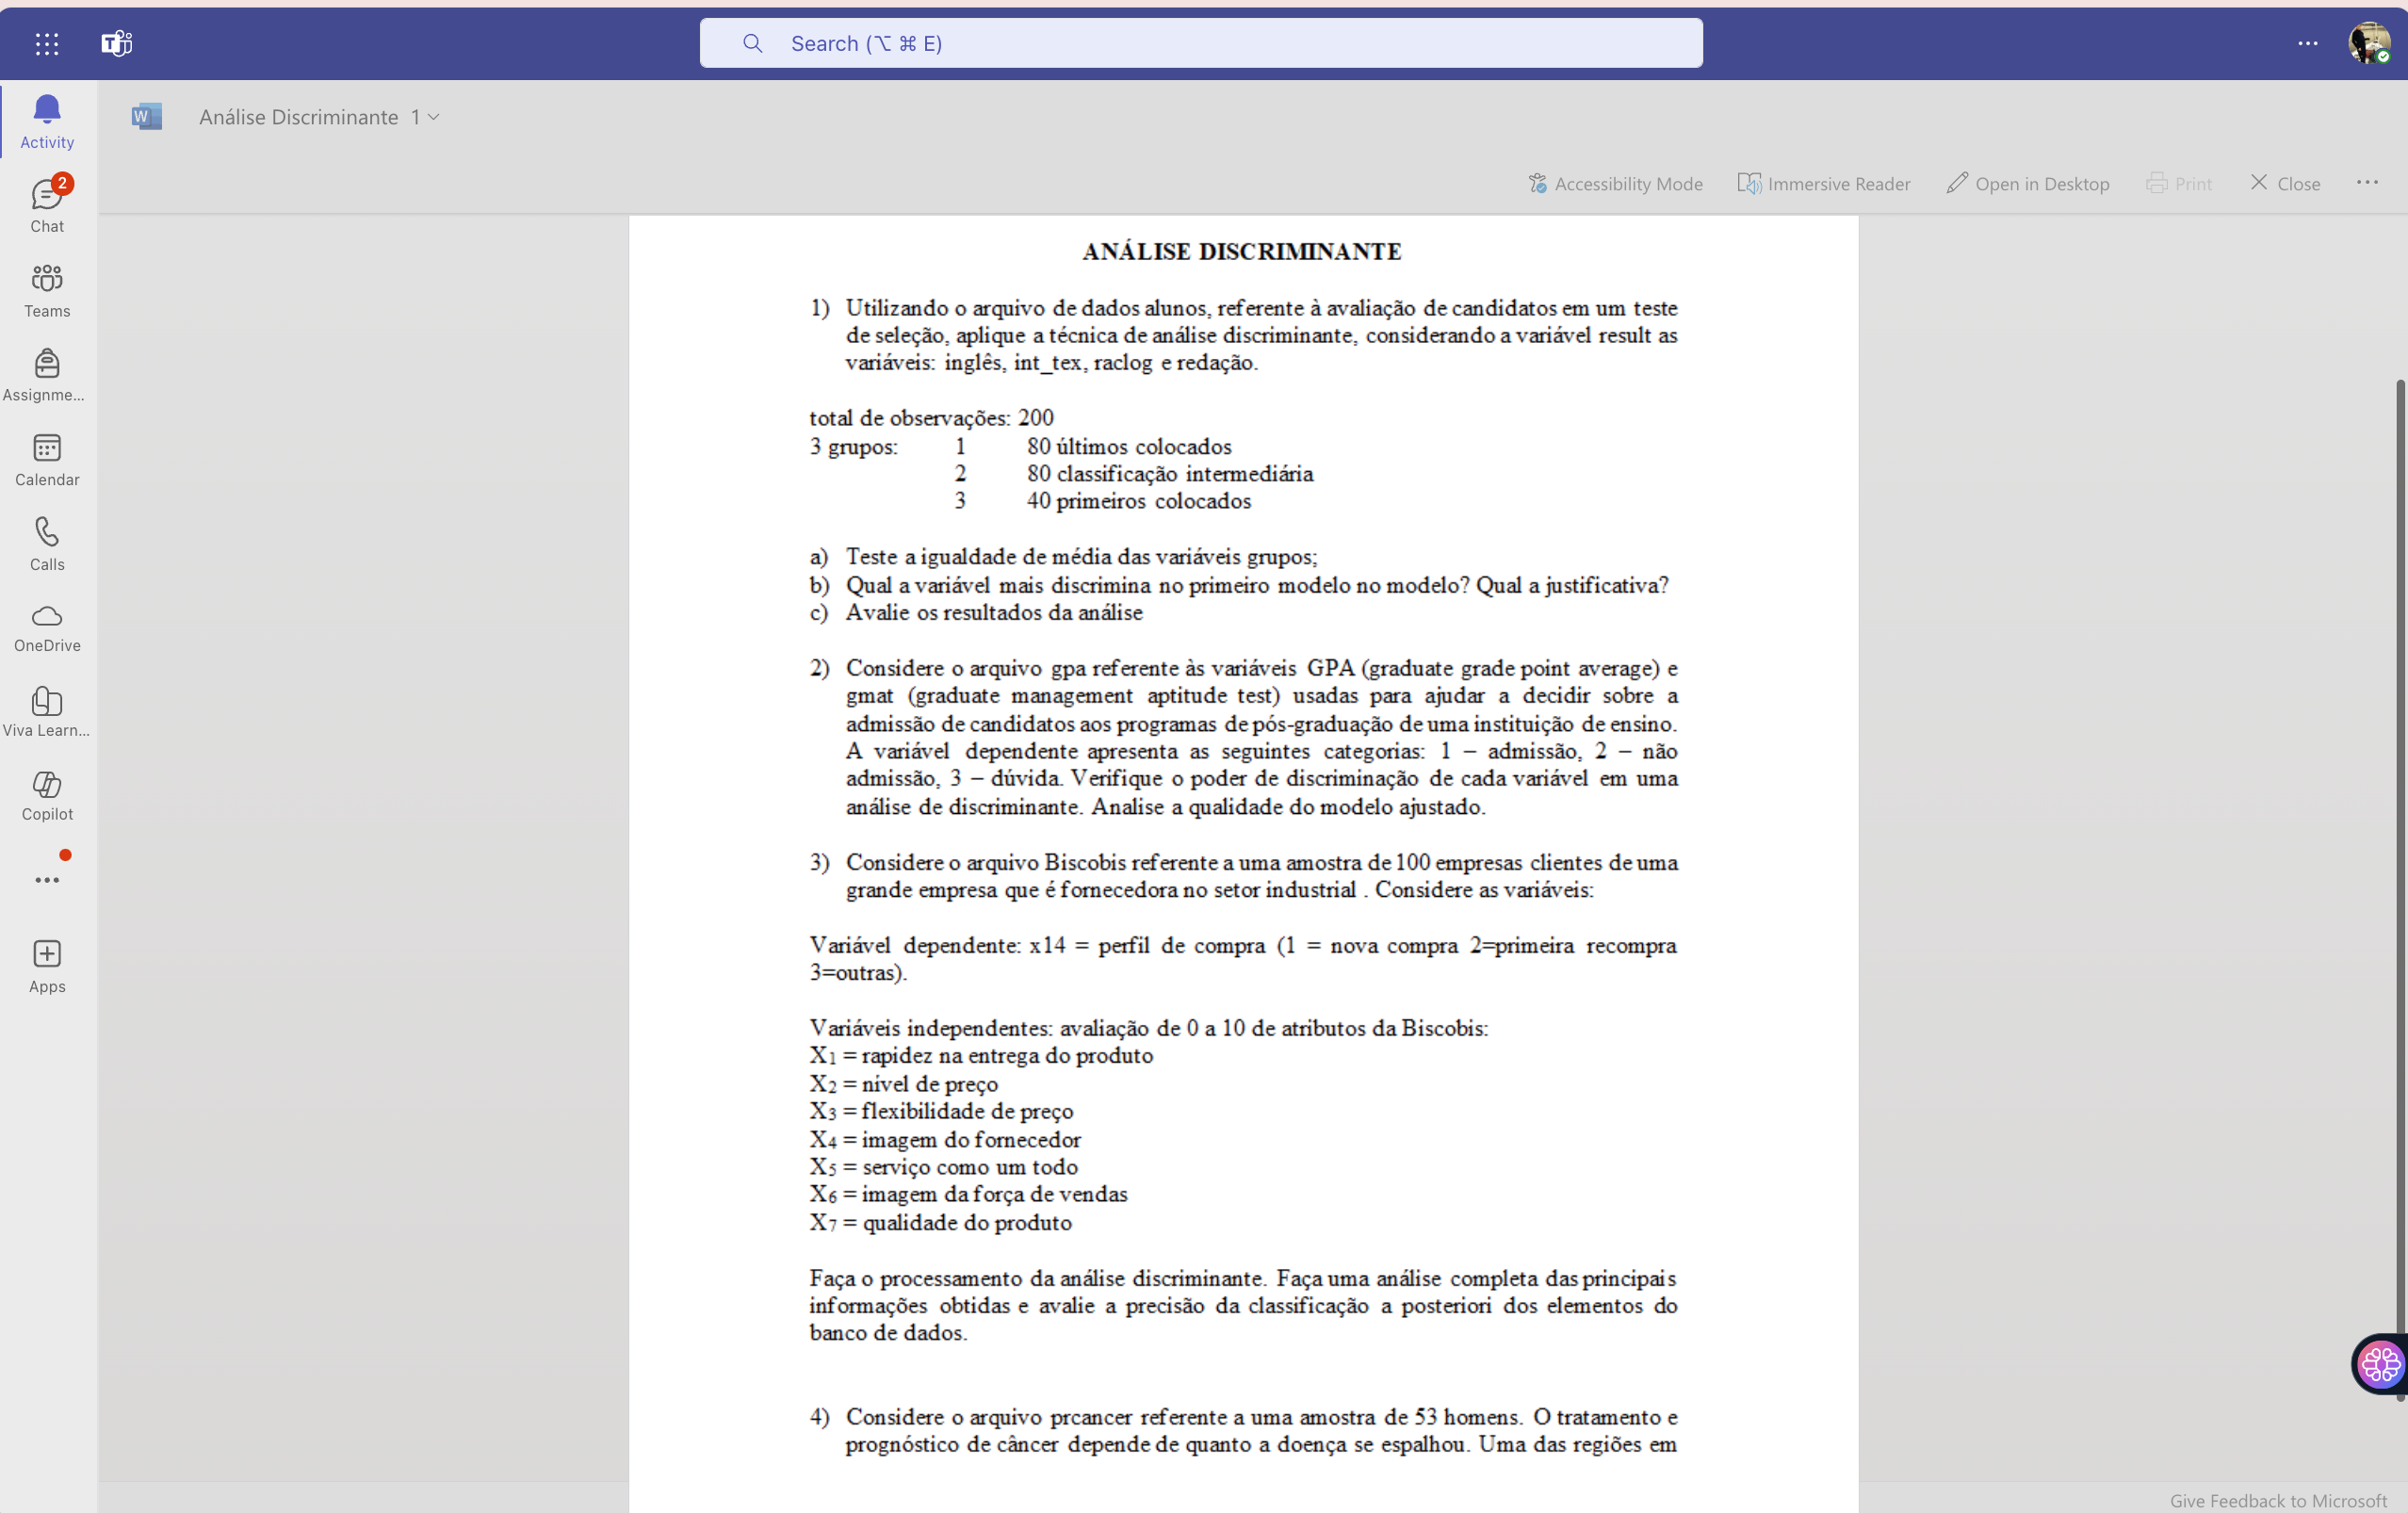 Search (⌥ ⌘ E)
Activity
2
Chat
Teams
Assignme...
Calendar
Calls
OneDrive
Viva Learn...
Copilot
Apps
Análise Discriminante 1
Accessibility Mode
Immersive Reader
Open in Desktop
Print
Close
ANÁLISE DISCRIMINANTE
1) Utilizando o arquivo de dados alunos, referente à avaliação de candidatos em um teste
de seleção, aplique a técnica de análise discriminante, considerando a variável result as
variáveis: inglês, int_tex, raclog e redação.
total de observações: 200
3 grupos: 1 80 últimos colocados
2 80 classificação intermediária
3 40 primeiros colocados
a) Teste a igualdade de média das variáveis grupos;
b) Qual a variável mais discrimina no primeiro modelo no modelo? Qual a justificativa?
c) Avalie os resultados da análise
2) Considere o arquivo gpa referente às variáveis GPA (graduate grade point average) e
gmat (graduate management aptitude test) usadas para ajudar a decidir sobre a
admissão de candidatos aos programas de pós-graduação de uma instituição de ensino.
A variável dependente apresenta as seguintes categorias: 1 – admissão, 2 – não
admissão, 3 – dúvida. Verifique o poder de discriminação de cada variável em uma
análise de discriminante. Analise a qualidade do modelo ajustado.
3) Considere o arquivo Biscobis referente a uma amostra de 100 empresas clientes de uma
grande empresa que é fornecedora no setor industrial . Considere as variáveis:
Variável dependente: x14 = perfil de compra (1 = nova compra 2=primeira recompra
3=outras).
Variáveis independentes: avaliação de 0 a 10 de atributos da Biscobis:
X1 = rapidez na entrega do produto
X2 = nível de preço
X3 = flexibilidade de preço
X4 = imagem do fornecedor
X5 = serviço como um todo
X6 = imagem da força de vendas
X7 = qualidade do produto
Faça o processamento da análise discriminante. Faça uma análise completa das principais
informações obtidas e avalie a precisão da classificação a posteriori dos elementos do
banco de dados.
4) Considere o arquivo prcancer referente a uma amostra de 53 homens. O tratamento e
prognóstico de câncer depende de quanto a doença se espalhou. Uma das regiões em
Give Feedback to Microsoft